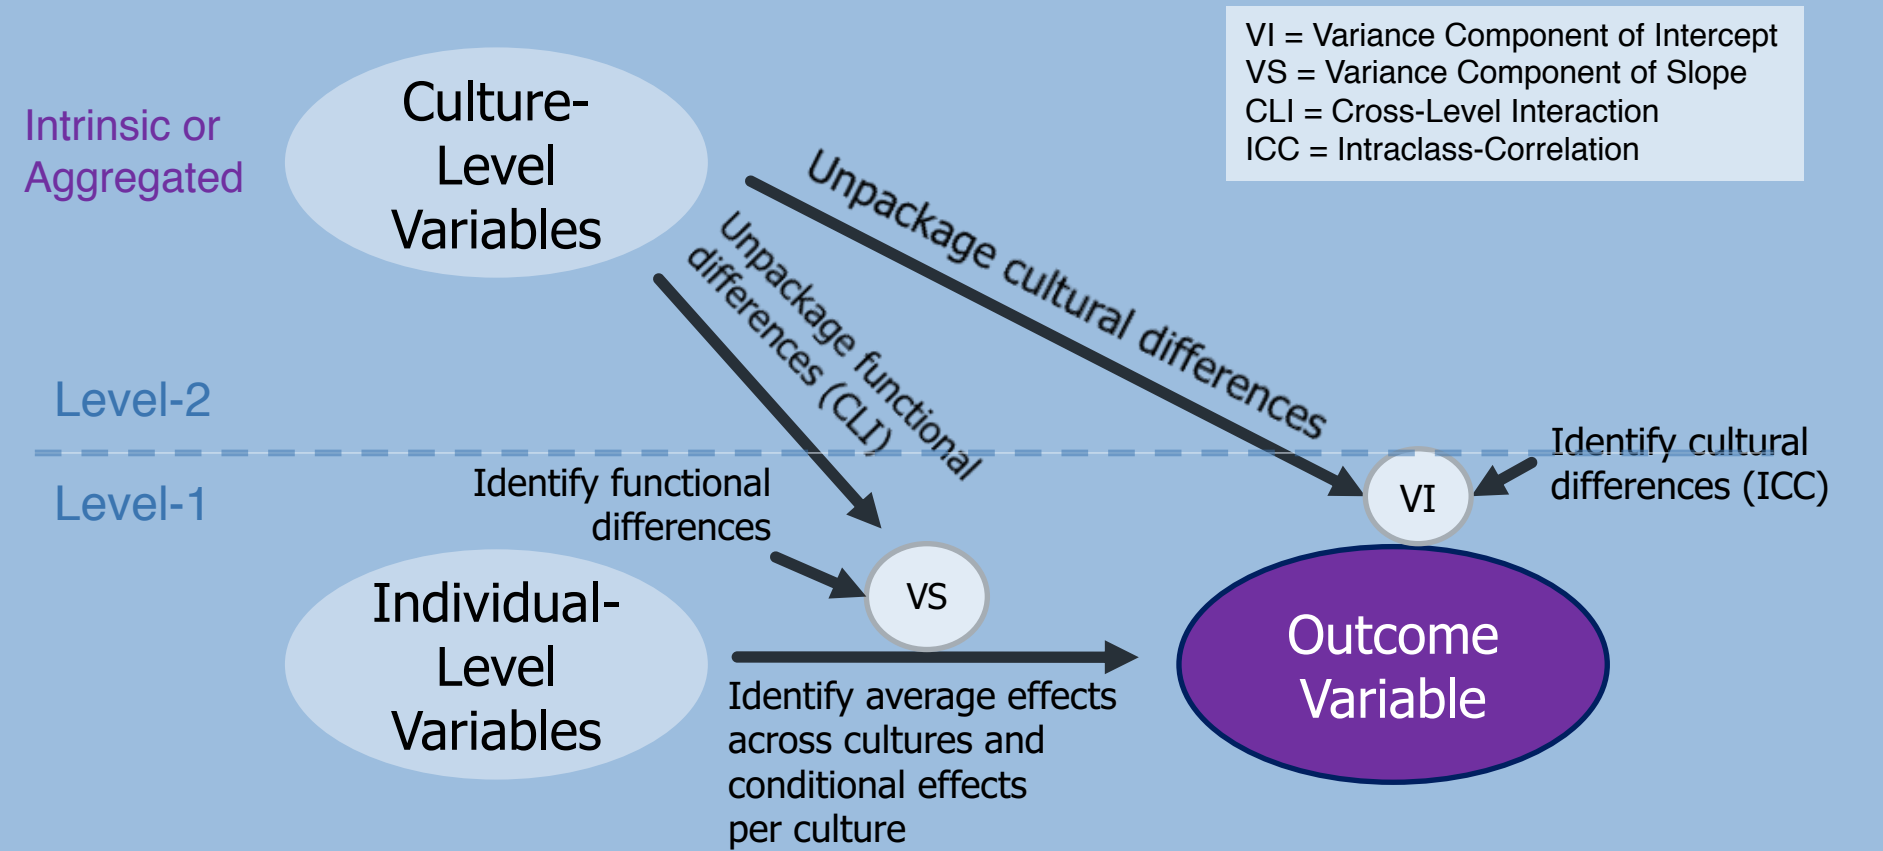 VI = Variance Component of Intercept
VS = Variance Component of Slope
CLI = Cross-Level Interaction
ICC = Intraclass-Correlation
Intrinsic or
Aggregated
Culture-
Level
Variables
Unpackage cultural differences
Unpackage functional
differences (CLI)
Level-2
Level-1
Identify cultural
differences (ICC)
Identify functional
differences
VI
VS
Individual-
Level
Variables
Outcome
Variable
Identify average effects
across cultures and
conditional effects
per culture